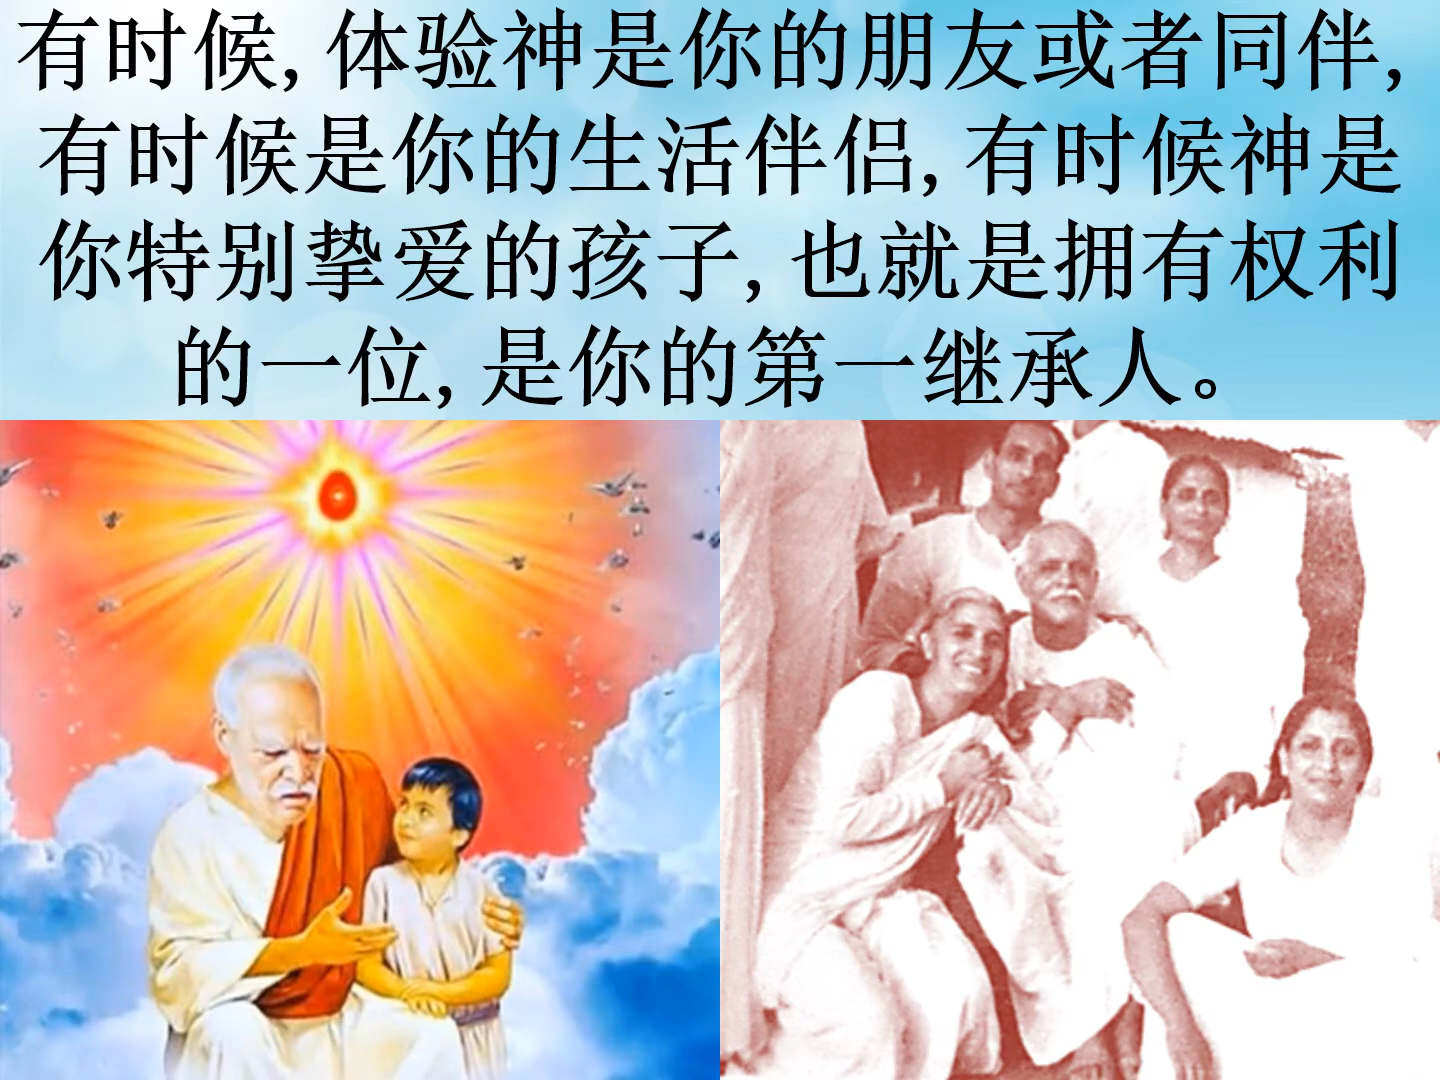 有时候, 体验神是你的朋友或者同伴,
有时候是你的生活伴侣, 有时候神是
你特别挚爱的孩子, 也就是拥有权利
的一位, 是你的第一继承人。